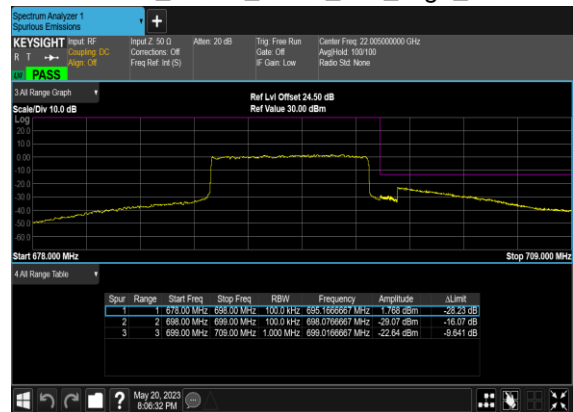 Spectrum Analyzer 1
Spurious Emissions
+
KEYSIGHT
R T
LW PASS
Input: RF
Coupling: DC
Align: Off
Input Z: 50 Ω
Corrections: Off
Freq Ref: Int (S)
Atten: 20 dB
Trig: Free Run
Gate: Off
IF Gain: Low
Center Freq: 22.005000000 GHz
Avg|Hold: 100/100
Radio Std: None
3 All Range Graph
Scale/Div 10.0 dB
Ref Lvl Offset 24.50 dB
Ref Value 30.00 dBm
Log
20.0
10.0
0.00
-10.0
-20.0
-30.0
-40.0
-50.0
-60.0
Start 678.000 MHz
Stop 709.000 MHz
4 All Range Table
Spur Range Start Freq Stop Freq RBW Frequency Amplitude ΔLimit
1 1 678.00 MHz 698.00 MHz 100.0 kHz 695.1666667 MHz 1.768 dBm -28.23 dB
2 2 698.00 MHz 699.00 MHz 100.0 kHz 698.0766667 MHz -29.07 dBm -16.07 dB
3 3 699.00 MHz 709.00 MHz 1.000 MHz 699.0166667 MHz -22.64 dBm -9.641 dB
?
May 20, 2023
8:06:32 PM